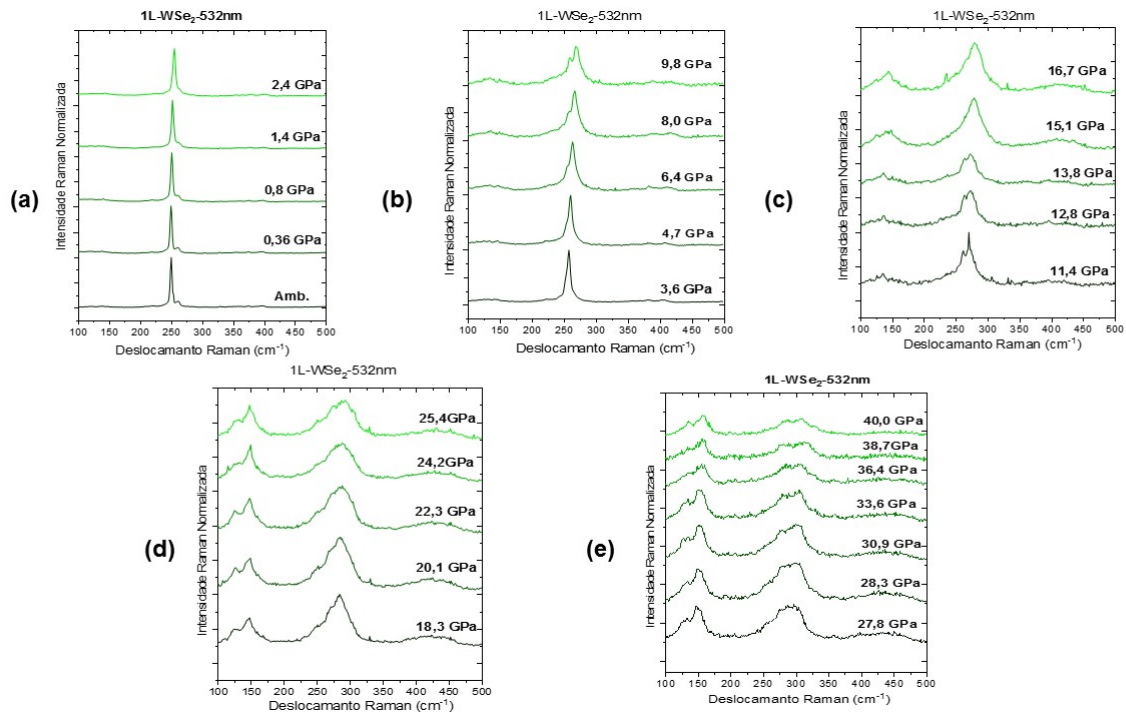 1L-WSe₂-532nm
Intensidade Raman Normalizada
2,4 GPa
1,4 GPa
0,8 GPa
0,36 GPa
Amb.
100 150 200 250 300 350 400 450 500
Deslocamanto Raman (cm⁻¹)
(a)
1L-WSe₂-532nm
Intensidade Raman Normalizada
9,8 GPa
8,0 GPa
6,4 GPa
4,7 GPa
3,6 GPa
100 150 200 250 300 350 400 450 500
Deslocamanto Raman (cm⁻¹)
(b)
1L-WSe₂-532nm
Intensidade Raman Normalizada
16,7 GPa
15,1 GPa
13,8 GPa
12,8 GPa
11,4 GPa
100 150 200 250 300 350 400 450 500
Deslocamanto Raman (cm⁻¹)
(c)
1L-WSe₂-532nm
Intensidade Raman Normalizada
25,4GPa
24,2GPa
22,3 GPa
20,1 GPa
18,3 GPa
100 150 200 250 300 350 400 450 500
Deslocamanto Raman (cm⁻¹)
(d)
1L-WSe₂-532nm
Intensidade Raman Normalizada
40,0 GPa
38,7GPa
36,4 GPa
33,6 GPa
30,9 GPa
28,3 GPa
27,8 GPa
100 150 200 250 300 350 400 450 500
Deslocamanto Raman (cm⁻¹)
(e)